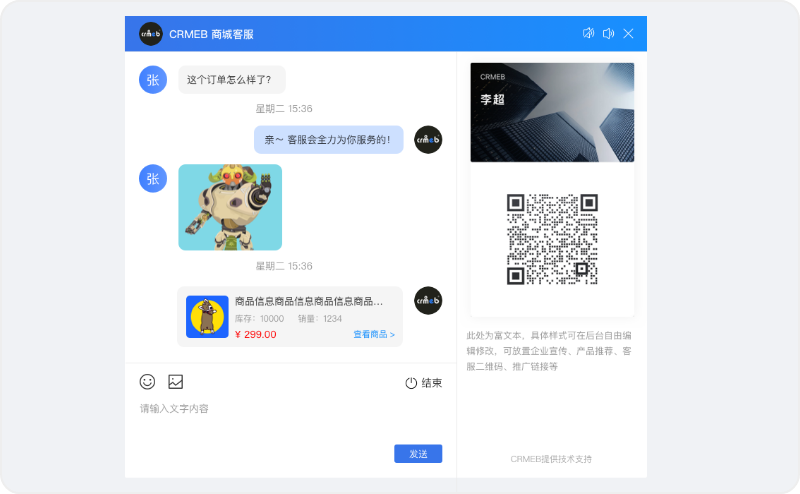 crmeb
CRMEB 商城客服
张
这个订单怎么样了?
星期二 15:36
亲～ 客服会全力为你服务的!
crmeb
张
星期二 15:36
商品信息商品信息商品信息商品...
库存: 10000 销量: 1234
¥ 299.00
查看商品 >
crmeb
结束
请输入文字内容
发送
CRMEB
李超
此处为富文本，具体样式可在后台自由编
辑修改，可放置企业宣传、产品推荐、客
服二维码、推广链接等
CRMEB提供技术支持